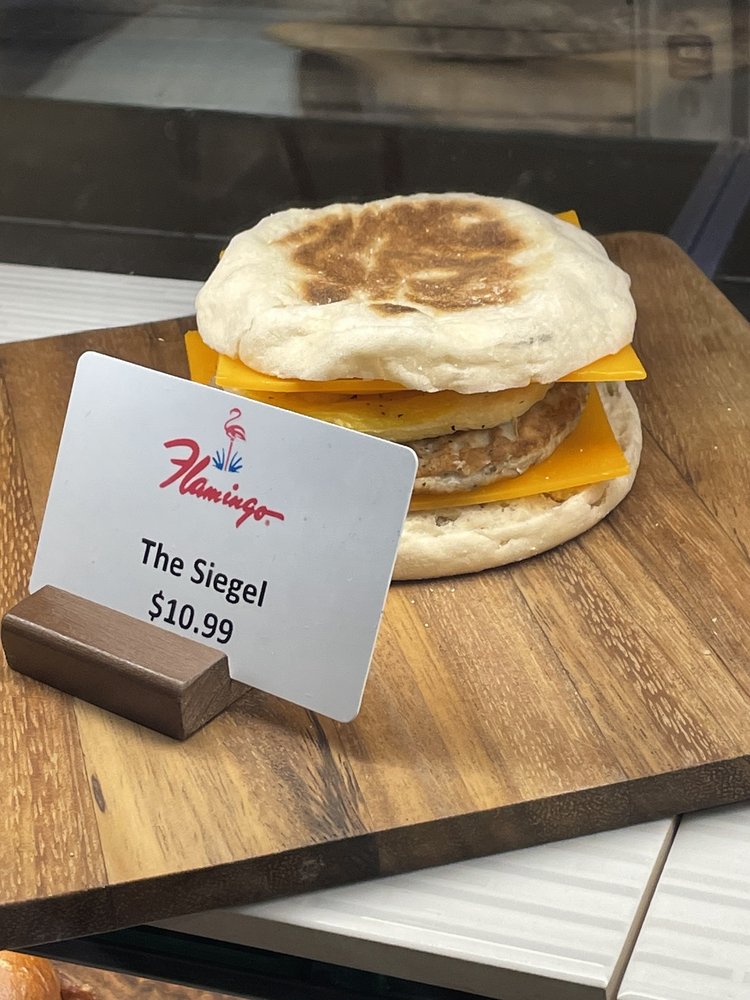 Flamingo
The Siegel
$10.99